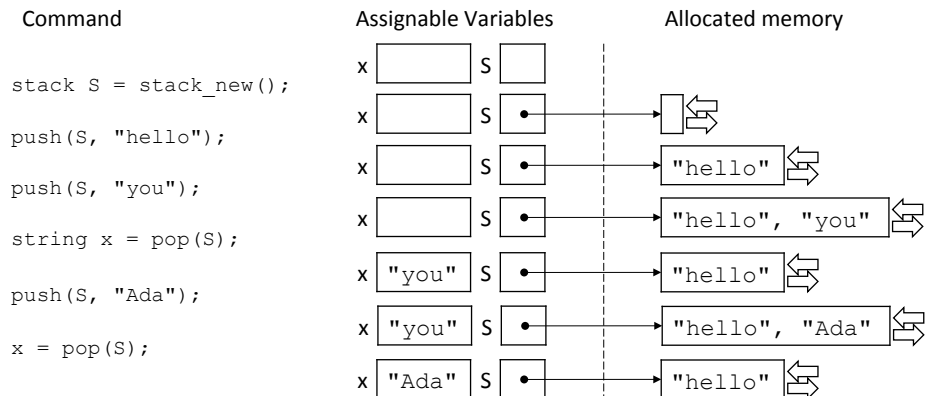 Command Assignable Variables Allocated memory
x S
stack S = stack_new();
x S
push(S, "hello");
x S "hello"
push(S, "you");
x S "hello", "you"
string x = pop(S);
x "you" S "hello"
push(S, "Ada");
x "you" S "hello", "Ada"
x = pop(S);
x "Ada" S "hello"